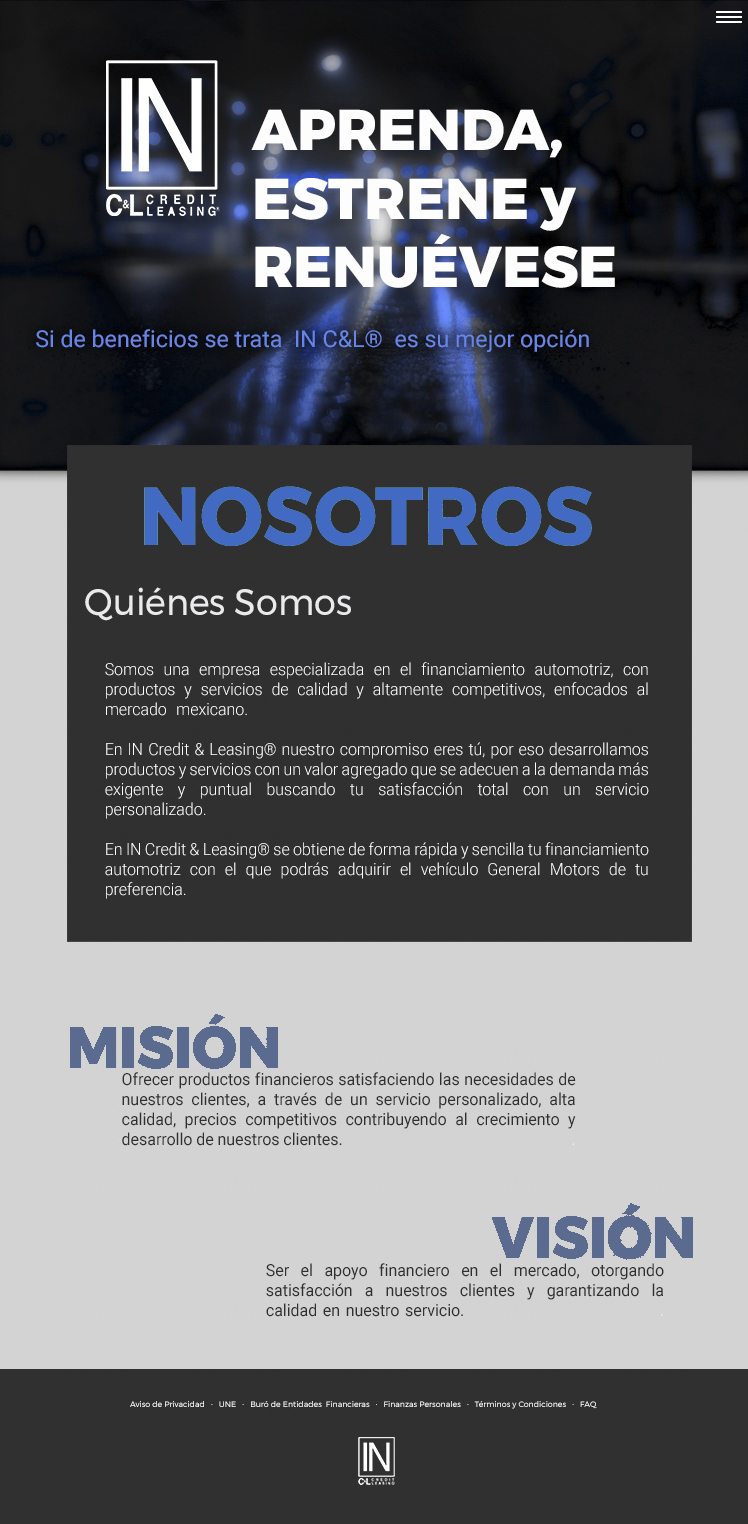 IN
C&L CREDIT
LEASING®
APRENDA,
ESTRENE y
RENUÉVESE
Si de beneficios se trata IN C&L® es su mejor opción
NOSOTROS
Quiénes Somos
Somos una empresa especializada en el financiamiento automotriz, con
productos y servicios de calidad y altamente competitivos, enfocados al
mercado mexicano.
En IN Credit & Leasing® nuestro compromiso eres tú, por eso desarrollamos
productos y servicios con un valor agregado que se adecuen a la demanda más
exigente y puntual buscando tu satisfacción total con un servicio
personalizado.
En IN Credit & Leasing® se obtiene de forma rápida y sencilla tu financiamiento
automotriz con el que podrás adquirir el vehículo General Motors de tu
preferencia.
MISIÓN
Ofrecer productos financieros satisfaciendo las necesidades de
nuestros clientes, a través de un servicio personalizado, alta
calidad, precios competitivos contribuyendo al crecimiento y
desarrollo de nuestros clientes.
VISIÓN
Ser el apoyo financiero en el mercado, otorgando
satisfacción a nuestros clientes y garantizando la
calidad en nuestro servicio.
Aviso de Privacidad - UNE - Buró de Entidades Financieras - Finanzas Personales - Términos y Condiciones - FAQ
IN
C&L CREDIT
LEASING